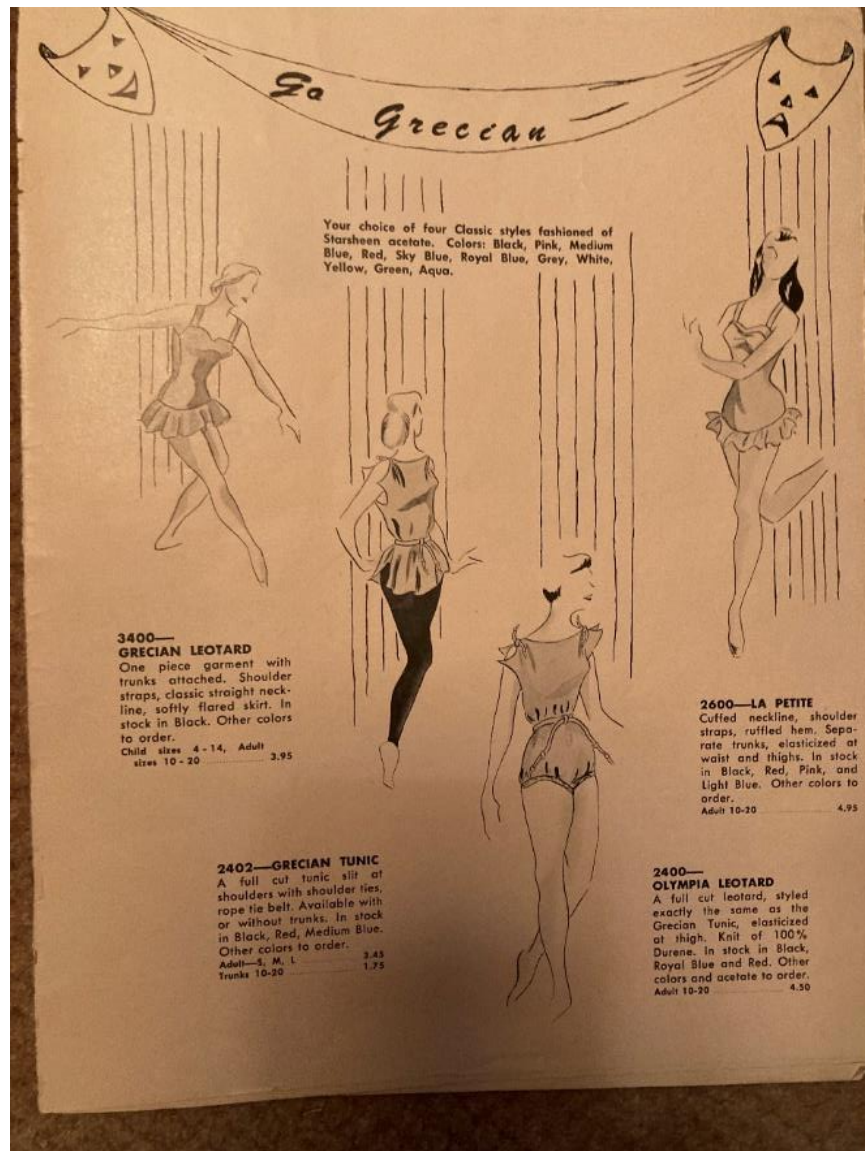 Go
Grecian
Your choice of four Classic styles fashioned of
Starsheen acetate. Colors: Black, Pink, Medium
Blue, Red, Sky Blue, Royal Blue, Grey, White,
Yellow, Green, Aqua.
3400—
GRECIAN LEOTARD
One piece garment with
trunks attached. Shoulder
straps, classic straight neck-
line, softly flared skirt. In
stock in Black. Other colors
to order.
Child sizes 4-14, Adult
sizes 10-20 3.95
2600—LA PETITE
Cuffed neckline, shoulder
straps, ruffled hem. Sepa-
rate trunks, elasticized at
waist and thighs. In stock
in Black, Red, Pink, and
Light Blue. Other colors to
order.
Adult 10-20 4.95
2402—GRECIAN TUNIC
A full cut tunic slit at
shoulders with shoulder ties,
rope tie belt. Available with
or without trunks. In stock
in Black, Red, Medium Blue.
Other colors to order.
Adult—S, M, L 3.45
Trunks 10-20 1.75
2400—
OLYMPIA LEOTARD
A full cut leotard, styled
exactly the same as the
Grecian Tunic, elasticized
at thigh. Knit of 100%
Durene. In stock in Black,
Royal Blue and Red. Other
colors and acetate to order.
Adult 10-20 4.50